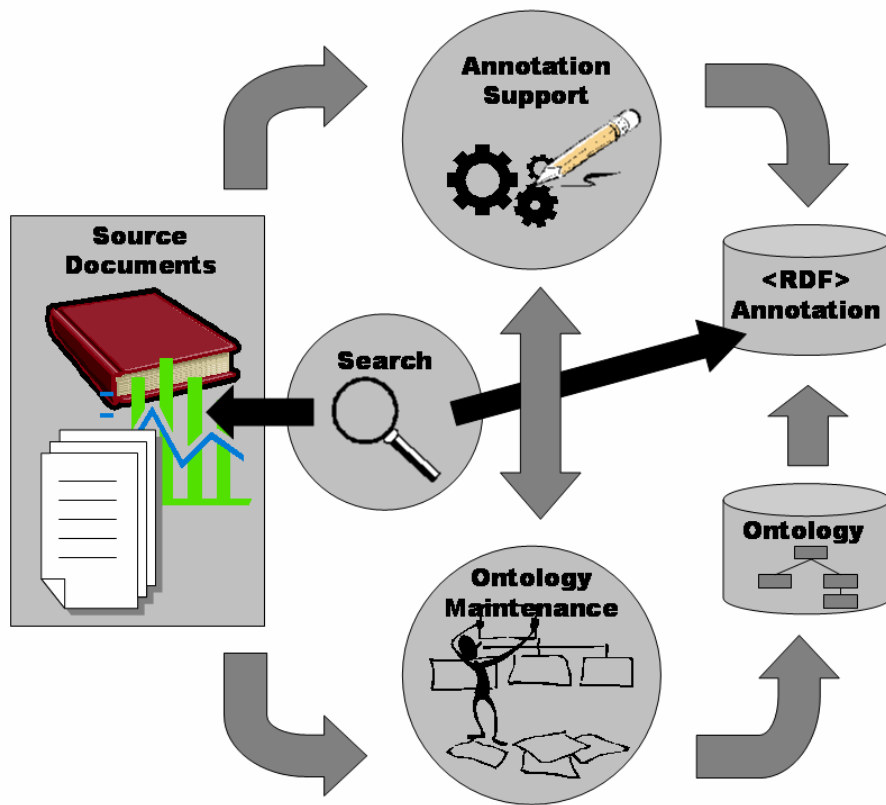 Annotation
Support
Source
Documents
<RDF>
Annotation
Search
Ontology
Ontology
Maintenance